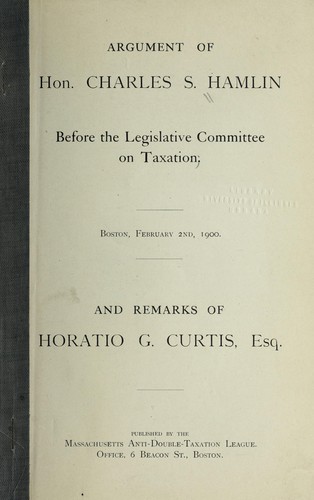 ARGUMENT OF
Hon. CHARLES S. HAMLIN
Before the Legislative Committee
on Taxation,
Boston, February 2nd, 1900.
AND REMARKS OF
HORATIO G. CURTIS, Esq.
PUBLISHED BY THE
Massachusetts Anti-Double-Taxation League.
Office, 6 Beacon St., Boston.